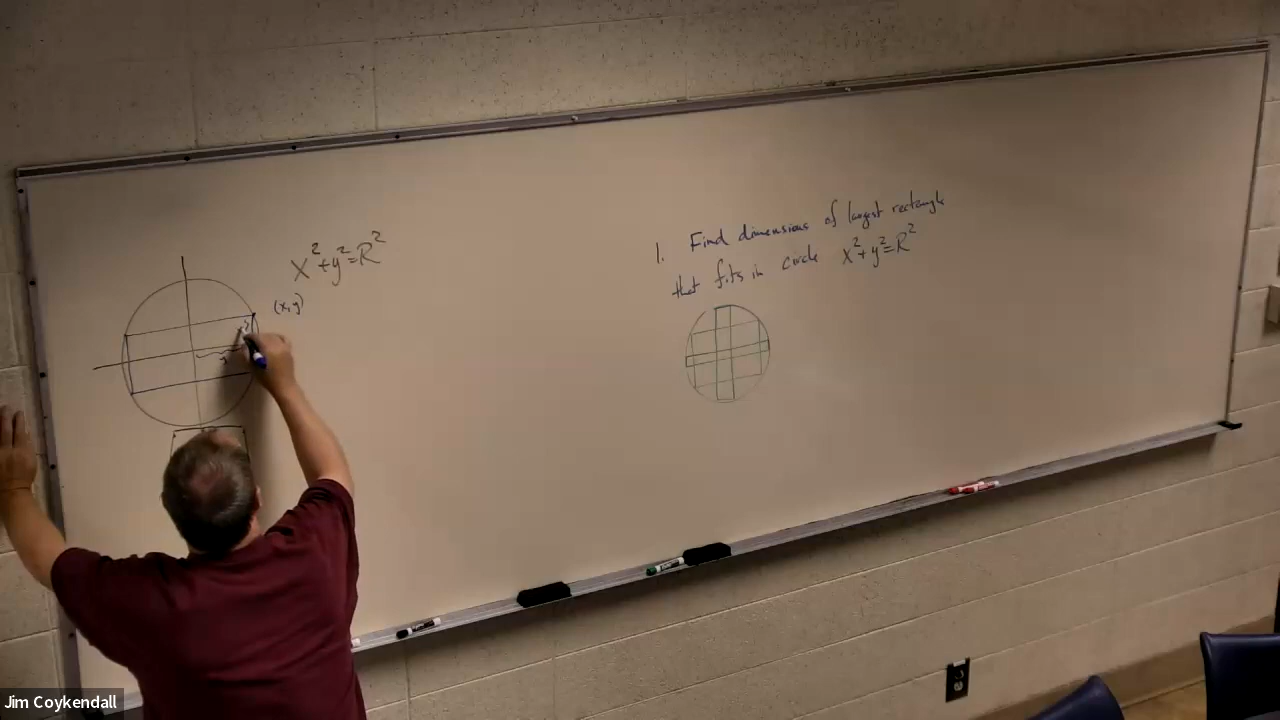 x²+y²=R²
(x,y)
y
x
1. Find dimensions of largest rectangle
that fits in circle x²+y²=R²
Jim Coykendall